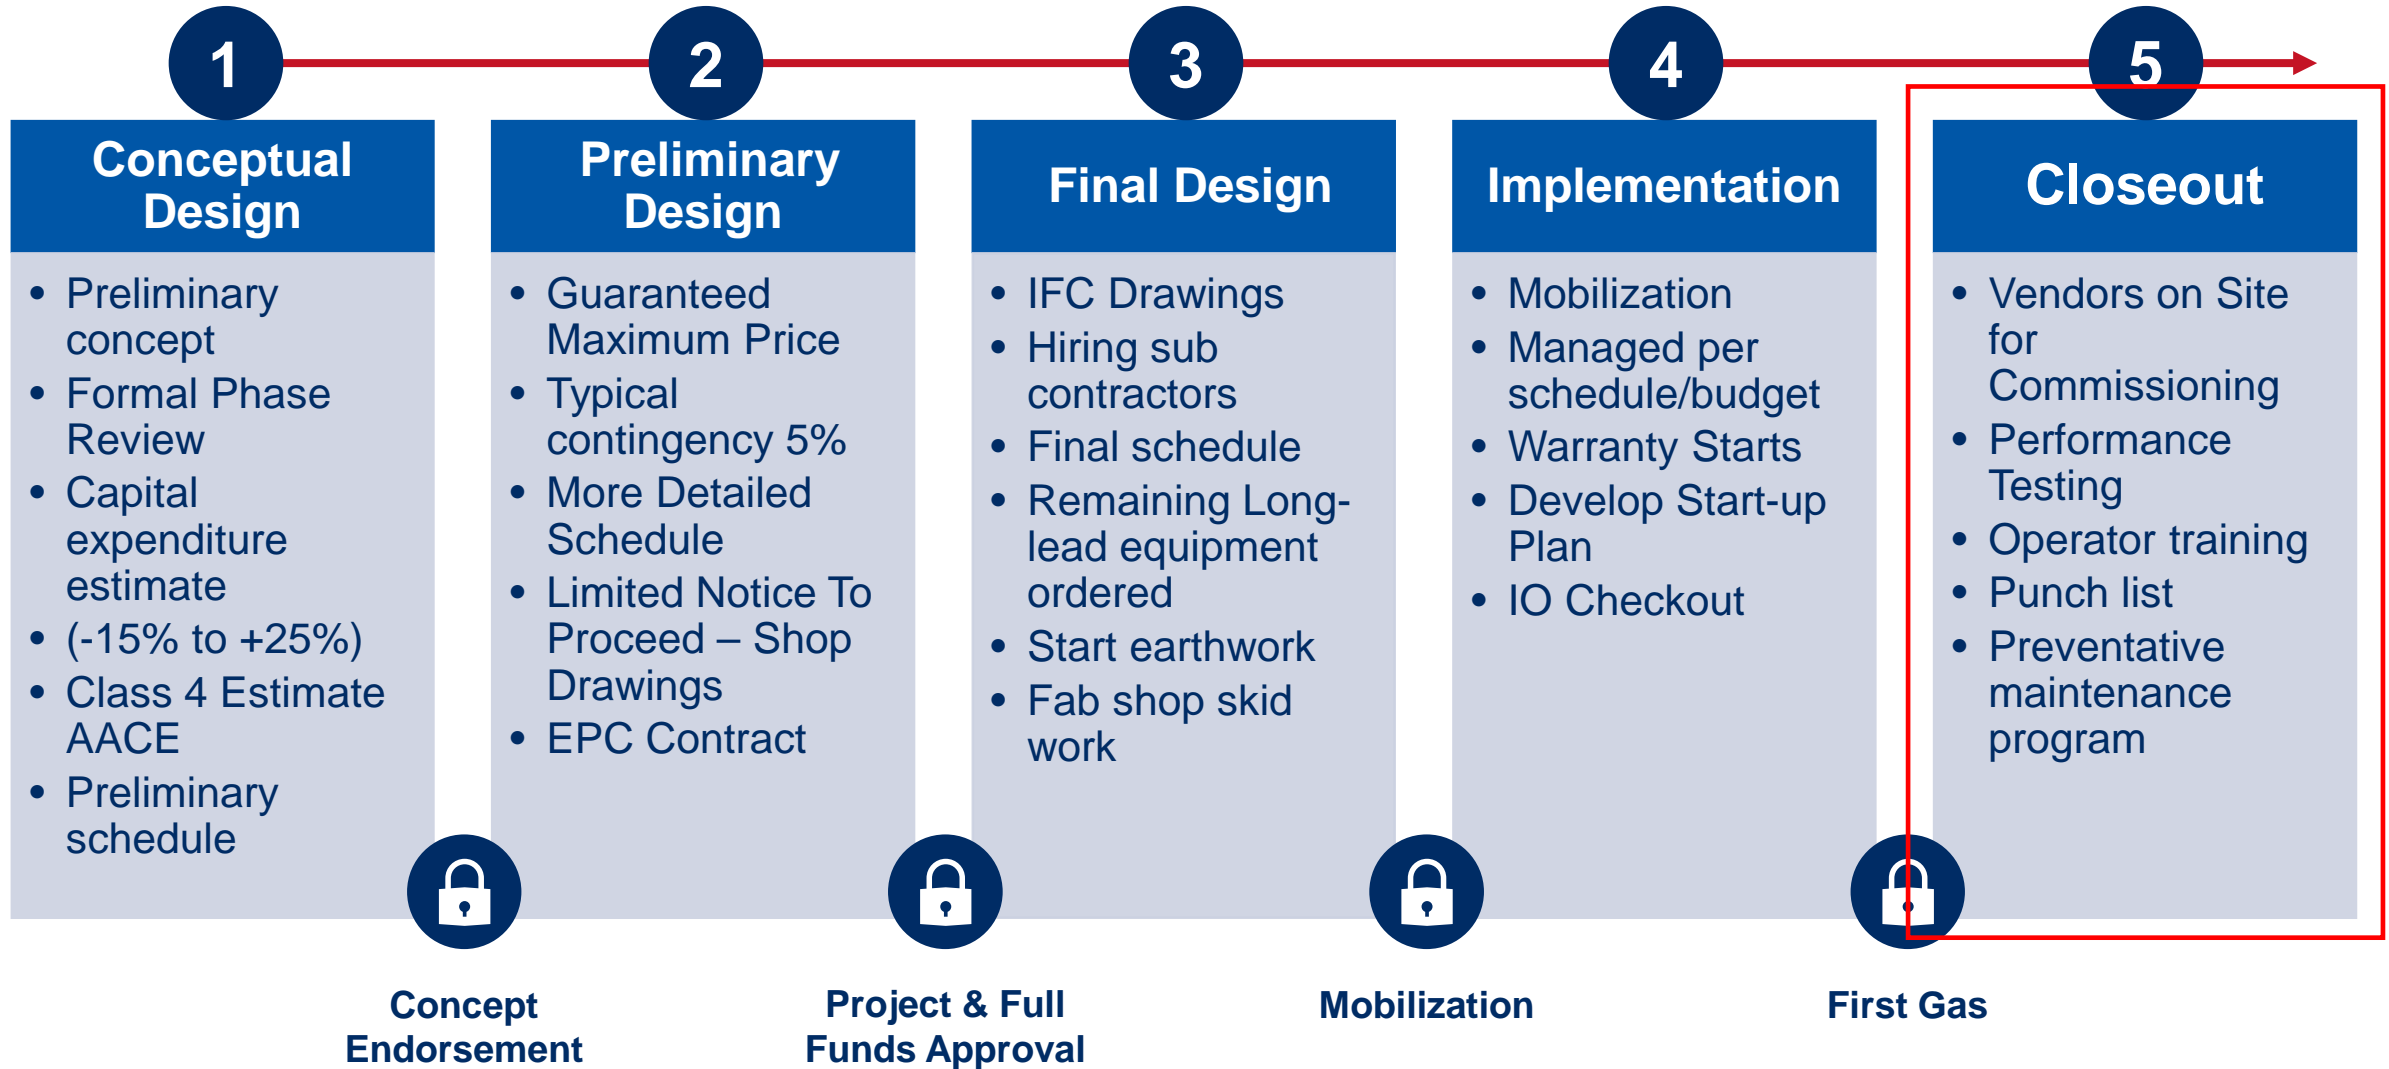 1
2
3
4
5
Conceptual
Design
• Preliminary
concept
• Formal Phase
Review
• Capital
expenditure
estimate
• (-15% to +25%)
• Class 4 Estimate
AACE
• Preliminary
schedule
Preliminary
Design
• Guaranteed
Maximum Price
• Typical
contingency 5%
• More Detailed
Schedule
• Limited Notice To
Proceed – Shop
Drawings
• EPC Contract
Final Design
• IFC Drawings
• Hiring sub
contractors
• Final schedule
• Remaining Long-
lead equipment
ordered
• Start earthwork
• Fab shop skid
work
Implementation
• Mobilization
• Managed per
schedule/budget
• Warranty Starts
• Develop Start-up
Plan
• IO Checkout
Closeout
• Vendors on Site
for
Commissioning
• Performance
Testing
• Operator training
• Punch list
• Preventative
maintenance
program
Concept
Endorsement
Project & Full
Funds Approval
Mobilization
First Gas